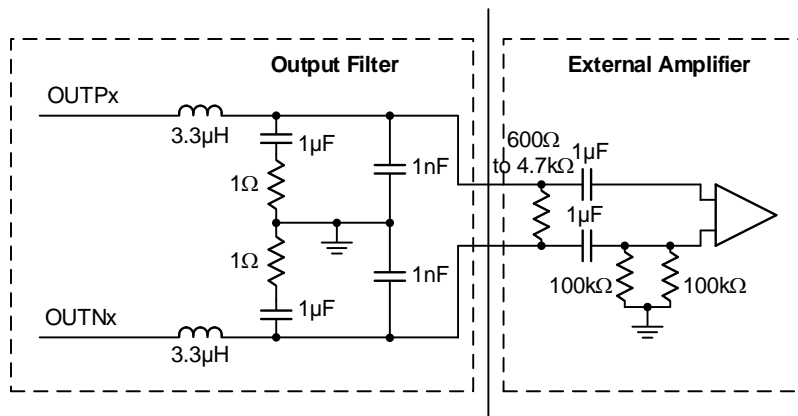 Output Filter
External Amplifier
OUTPx
3.3µH
1µF
1Ω
1nF
600Ω
to 4.7kΩ
1µF
1µF
1Ω
1nF
1µF
100kΩ
100kΩ
OUTNx
3.3µH